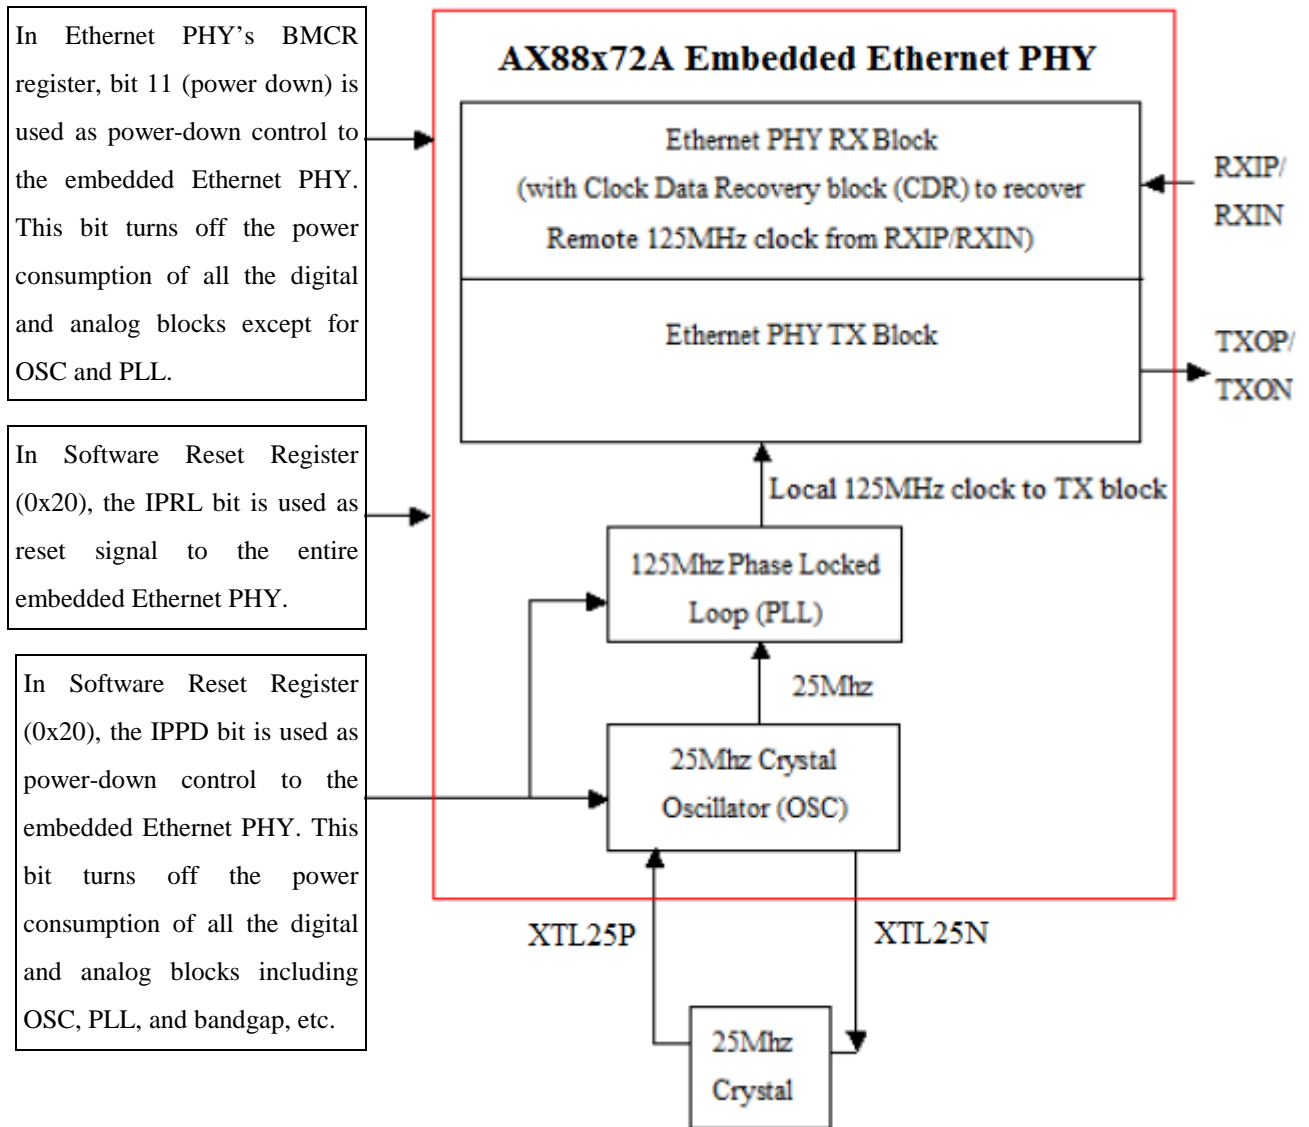 In Ethernet PHY's BMCR
register, bit 11 (power down) is
used as power-down control to
the embedded Ethernet PHY.
This bit turns off the power
consumption of all the digital
and analog blocks except for
OSC and PLL.
In Software Reset Register
(0x20), the IPRL bit is used as
reset signal to the entire
embedded Ethernet PHY.
In Software Reset Register
(0x20), the IPPD bit is used as
power-down control to the
embedded Ethernet PHY. This
bit turns off the power
consumption of all the digital
and analog blocks including
OSC, PLL, and bandgap, etc.
AX88x72A Embedded Ethernet PHY
Ethernet PHY RX Block
(with Clock Data Recovery block (CDR) to recover
Remote 125MHz clock from RXIP/RXIN)
RXIP/
RXIN
Ethernet PHY TX Block
TXOP/
TXON
Local 125MHz clock to TX block
125Mhz Phase Locked
Loop (PLL)
25Mhz
25Mhz Crystal
Oscillator (OSC)
XTL25P
XTL25N
25Mhz
Crystal